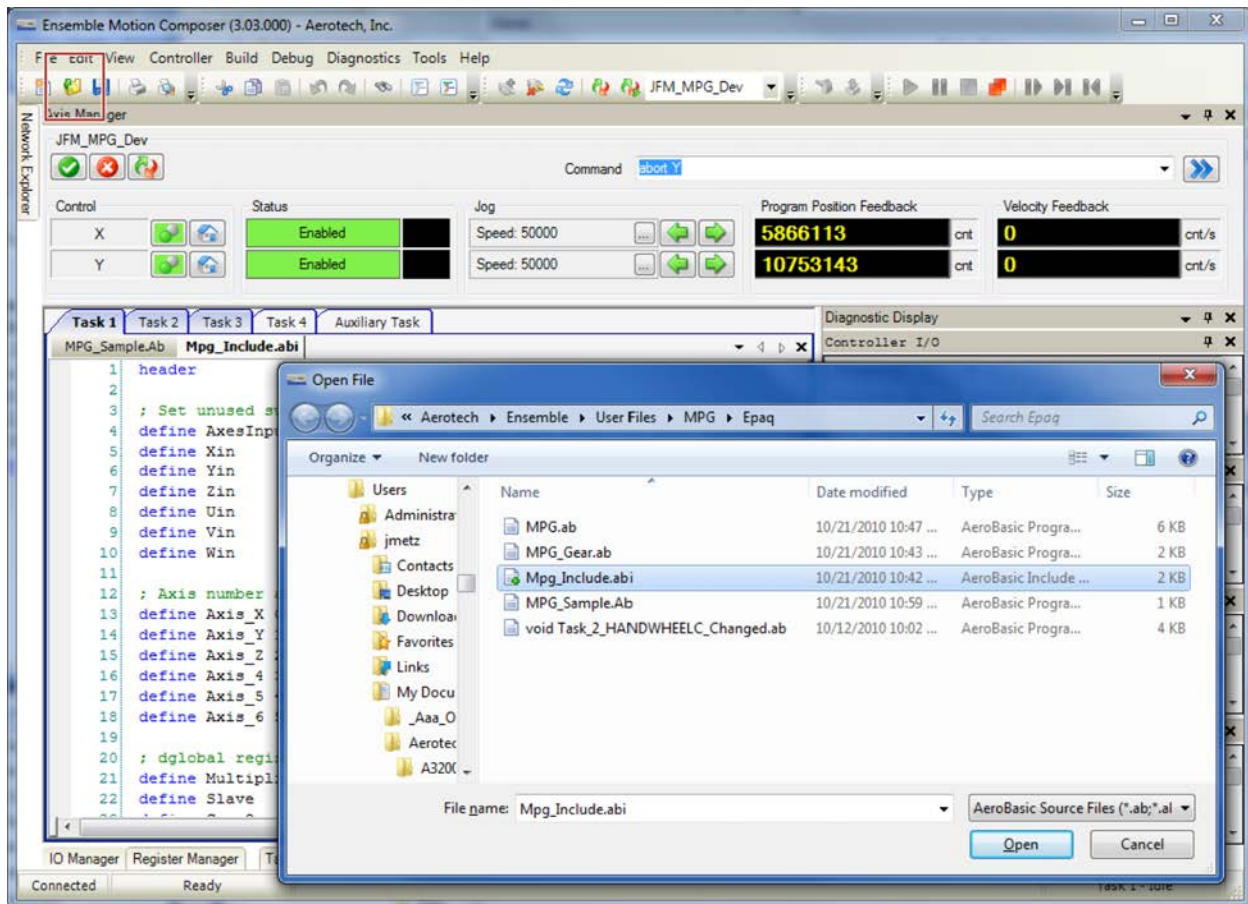 Ensemble Motion Composer (3.03.000) - Aerotech, Inc.
Edit View Controller Build Debug Diagnostics Tools Help
JFM_MPG_Dev
Network Explorer
JFM_MPG_Dev
Command abort Y
Control Status Jog Program Position Feedback Velocity Feedback
X Enabled Speed: 50000 ... 5866113 cnt 0 cnt/s
Y Enabled Speed: 50000 ... 10753143 cnt 0 cnt/s
Task 1 Task 2 Task 3 Task 4 Auxiliary Task
Diagnostic Display
MPG_Sample.Ab Mpg_Include.abi
Controller I/O
1 header
2
3 ; Set unused
4 define AxesInp
5 define Xin
6 define Yin
7 define Zin
8 define Uin
9 define Vin
10 define Win
11
12 ; Axis number
13 define Axis_X
14 define Axis_Y
15 define Axis_Z
16 define Axis_4
17 define Axis_5
18 define Axis_6
19
20 ; dglobal regi
21 define Multipl
22 define Slave
Open File
« Aerotech Ensemble User Files MPG Epaq
Search Epaq
Organize New folder
Users
Administra
jmetz
Contacts
Desktop
Downloa
Favorites
Links
My Docu
_Aaa_O
Aerotec
A320
Name Date modified Type Size
MPG.ab 10/21/2010 10:47 ... AeroBasic Progra... 6 KB
MPG_Gear.ab 10/21/2010 10:43 ... AeroBasic Progra... 2 KB
Mpg_Include.abi 10/21/2010 10:42 ... AeroBasic Include ... 2 KB
MPG_Sample.Ab 10/21/2010 10:59 ... AeroBasic Progra... 1 KB
void Task_2_HANDWHEELC_Changed.ab 10/12/2010 10:02 ... AeroBasic Progra... 4 KB
File name: Mpg_Include.abi
AeroBasic Source Files (*.ab;*.al
Open Cancel
IO Manager Register Manager
Connected Ready
Task 1 - Idle